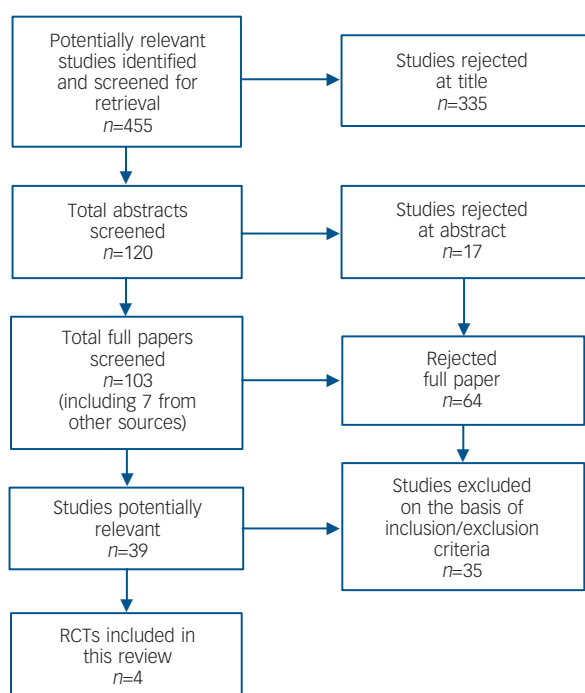 Potentially relevant
studies identified
and screened for
retrieval
n=455
Studies rejected
at title
n=335
Total abstracts
screened
n=120
Studies rejected
at abstract
n=17
Total full papers
screened
n=103
(including 7 from
other sources)
Rejected
full paper
n=64
Studies potentially
relevant
n=39
Studies excluded
on the basis of
inclusion/exclusion
criteria
n=35
RCTs included in
this review
n=4